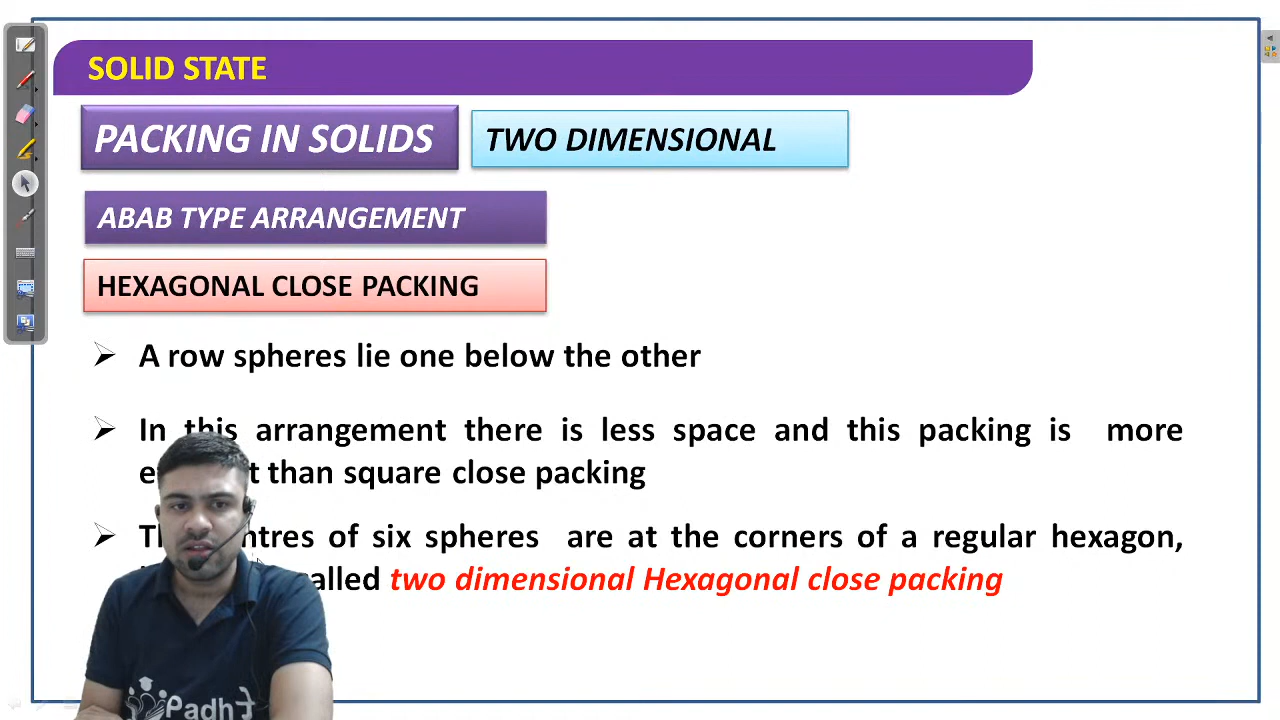 SOLID STATE
PACKING IN SOLIDS
TWO DIMENSIONAL
ABAB TYPE ARRANGEMENT
HEXAGONAL CLOSE PACKING
A row spheres lie one below the other
In this arrangement there is less space and this packing is more
than square close packing
of six spheres are at the corners of a regular hexagon,
two dimensional Hexagonal close packing
Padh